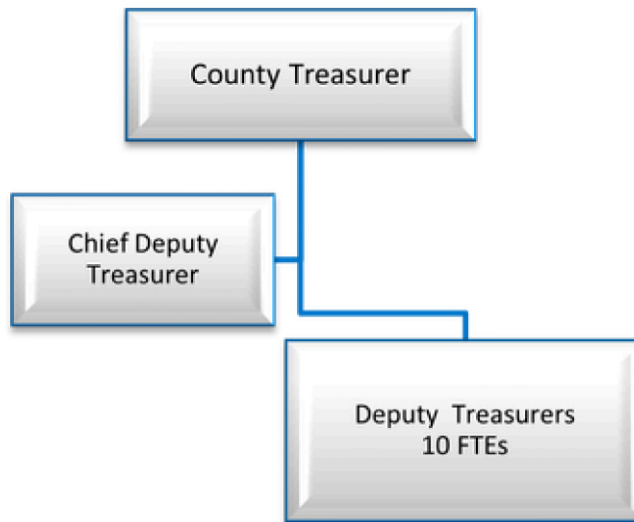 County Treasurer
Chief Deputy
Treasurer
Deputy Treasurers
10 FTEs